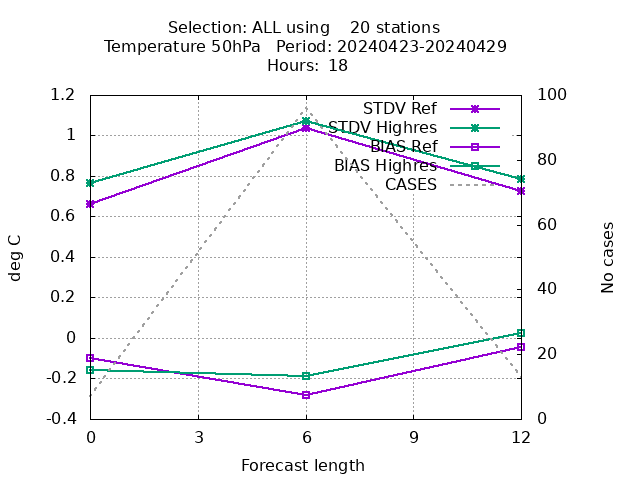 Selection: ALL using    20 stations
Temperature 50hPa   Period: 20240423-20240429
Hours:  18
STDV Ref
STDV Highres
BIAS Ref
BIAS Highres
CASES
1.2
1
0.8
0.6
0.4
0.2
0
-0.2
-0.4
deg C
100
80
60
40
20
0
No cases
0 3 6 9 12
Forecast length